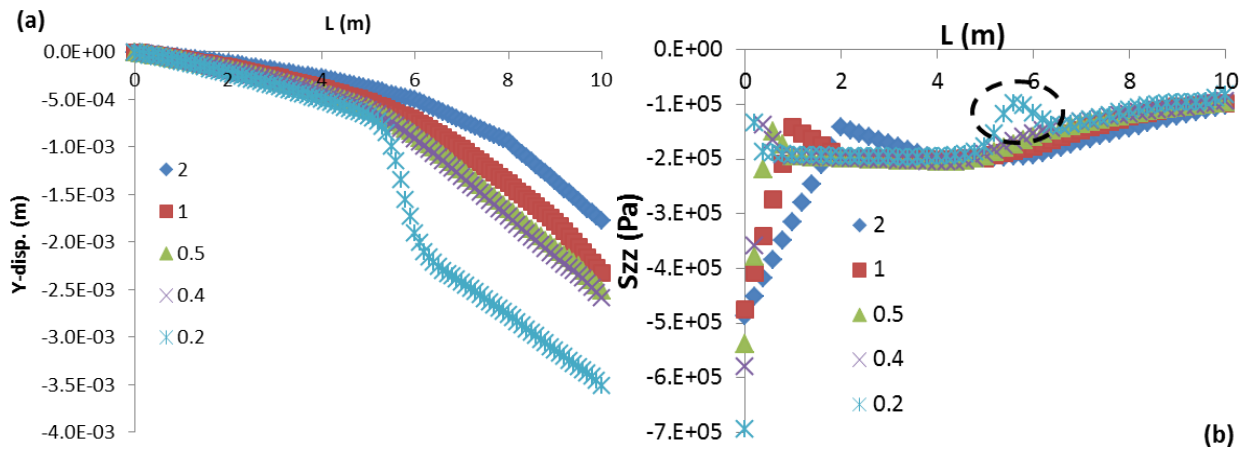 (a)
L (m)
0.0E+00
0 2 4 6 8 10
-5.0E-04
-1.0E-03
-1.5E-03
-2.0E-03
-2.5E-03
-3.0E-03
-3.5E-03
-4.0E-03
Y-disp. (m)
2
1
0.5
0.4
0.2
L (m)
0.E+00
0 2 4 6 8 10
-1.E+05
-2.E+05
-3.E+05
-4.E+05
-5.E+05
-6.E+05
-7.E+05
Szz (Pa)
2
1
0.5
0.4
0.2
(b)